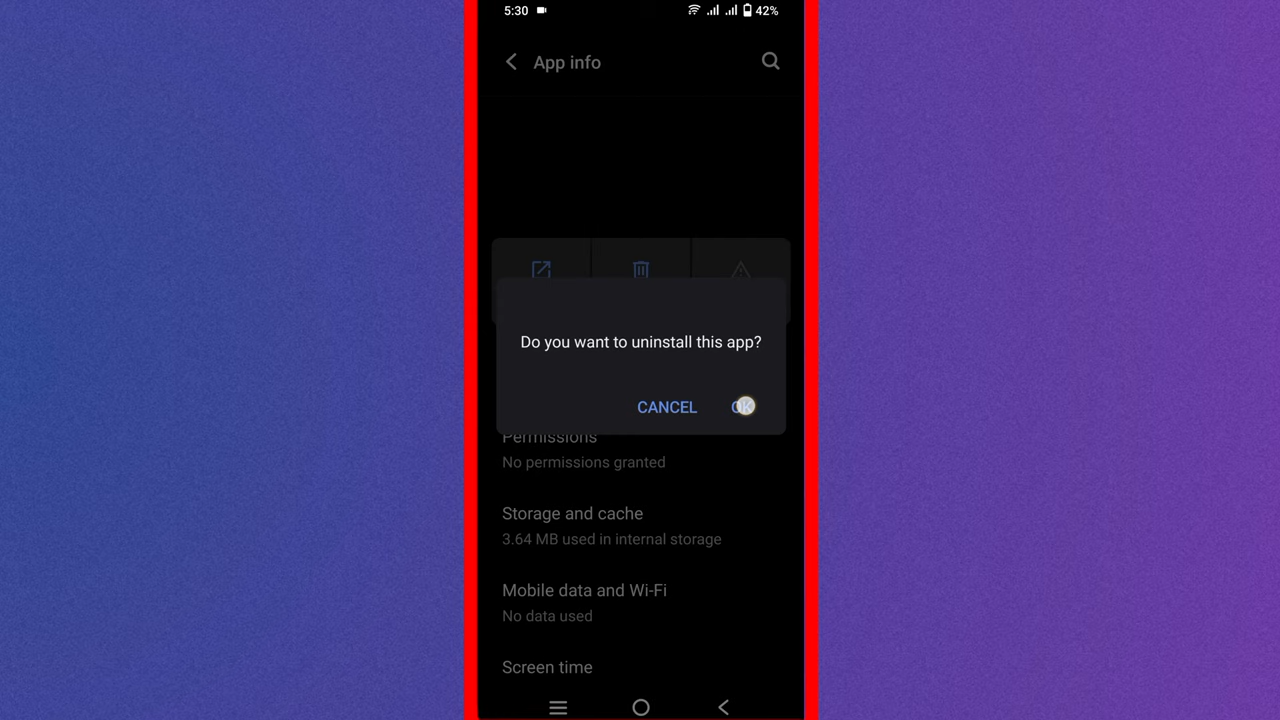 5:30 42%
App info
Do you want to uninstall this app?
CANCEL OK
Permissions
No permissions granted
Storage and cache
3.64 MB used in internal storage
Mobile data and Wi-Fi
No data used
Screen time